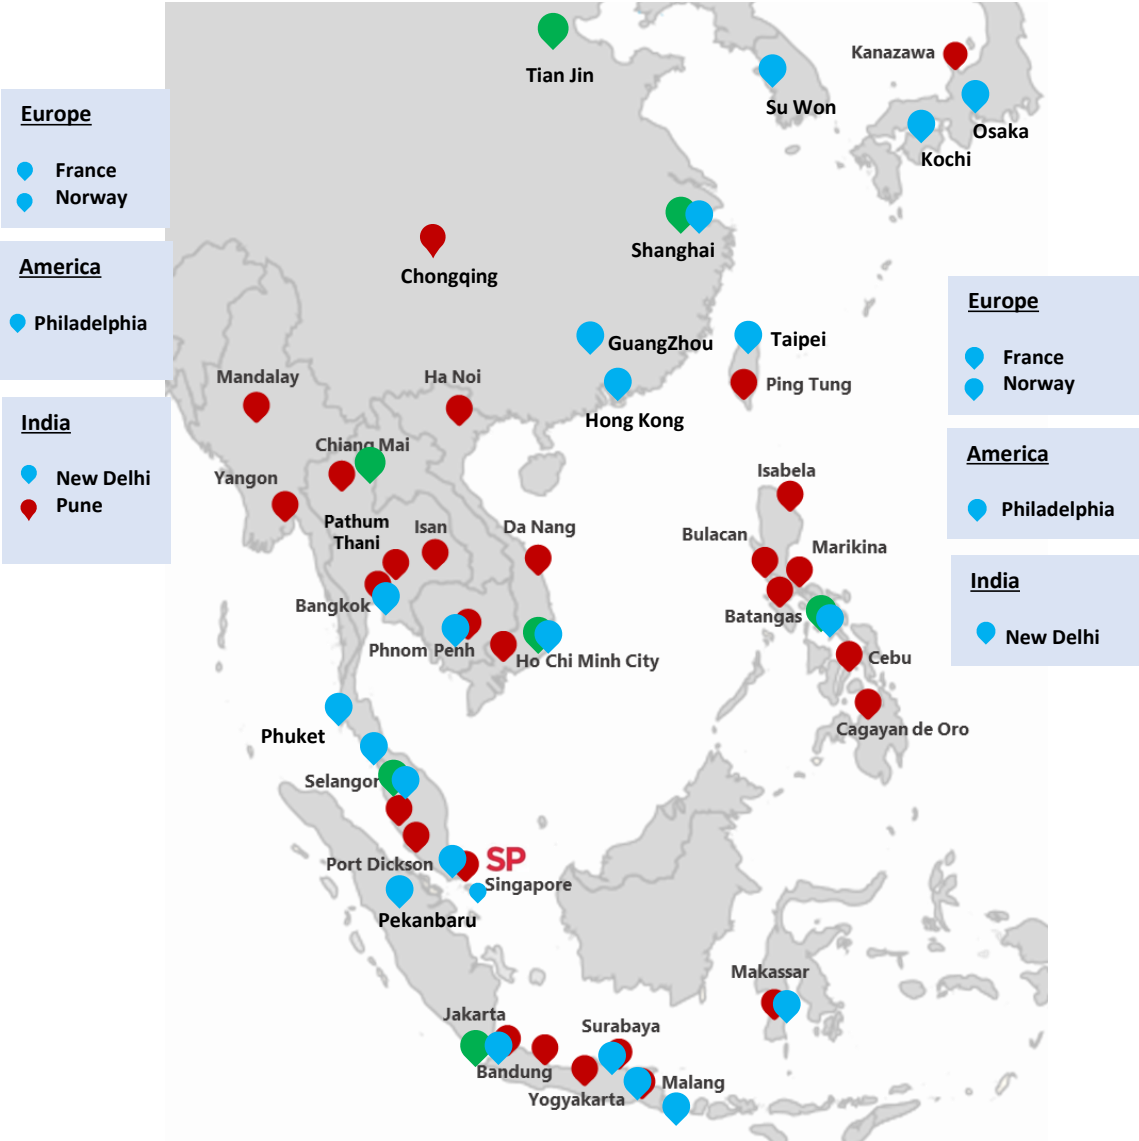 Kanazawa
Tian Jin
Su Won
Osaka
Kochi
Europe
France
Norway
Shanghai
America
Philadelphia
Chongqing
GuangZhou
Taipei
Europe
France
Norway
Mandalay
Ha Noi
Ping Tung
Hong Kong
India
New Delhi
Pune
Chiang Mai
Yangon
Pathum
Thani
Isan
Da Nang
Isabela
Bulacan
Marikina
America
Philadelphia
Bangkok
Batangas
India
New Delhi
Phnom Penh
Ho Chi Minh City
Cebu
Cagayan de Oro
Phuket
Selangor
Port Dickson
SP
Singapore
Pekanbaru
Makassar
Jakarta
Surabaya
Bandung
Yogyakarta
Malang